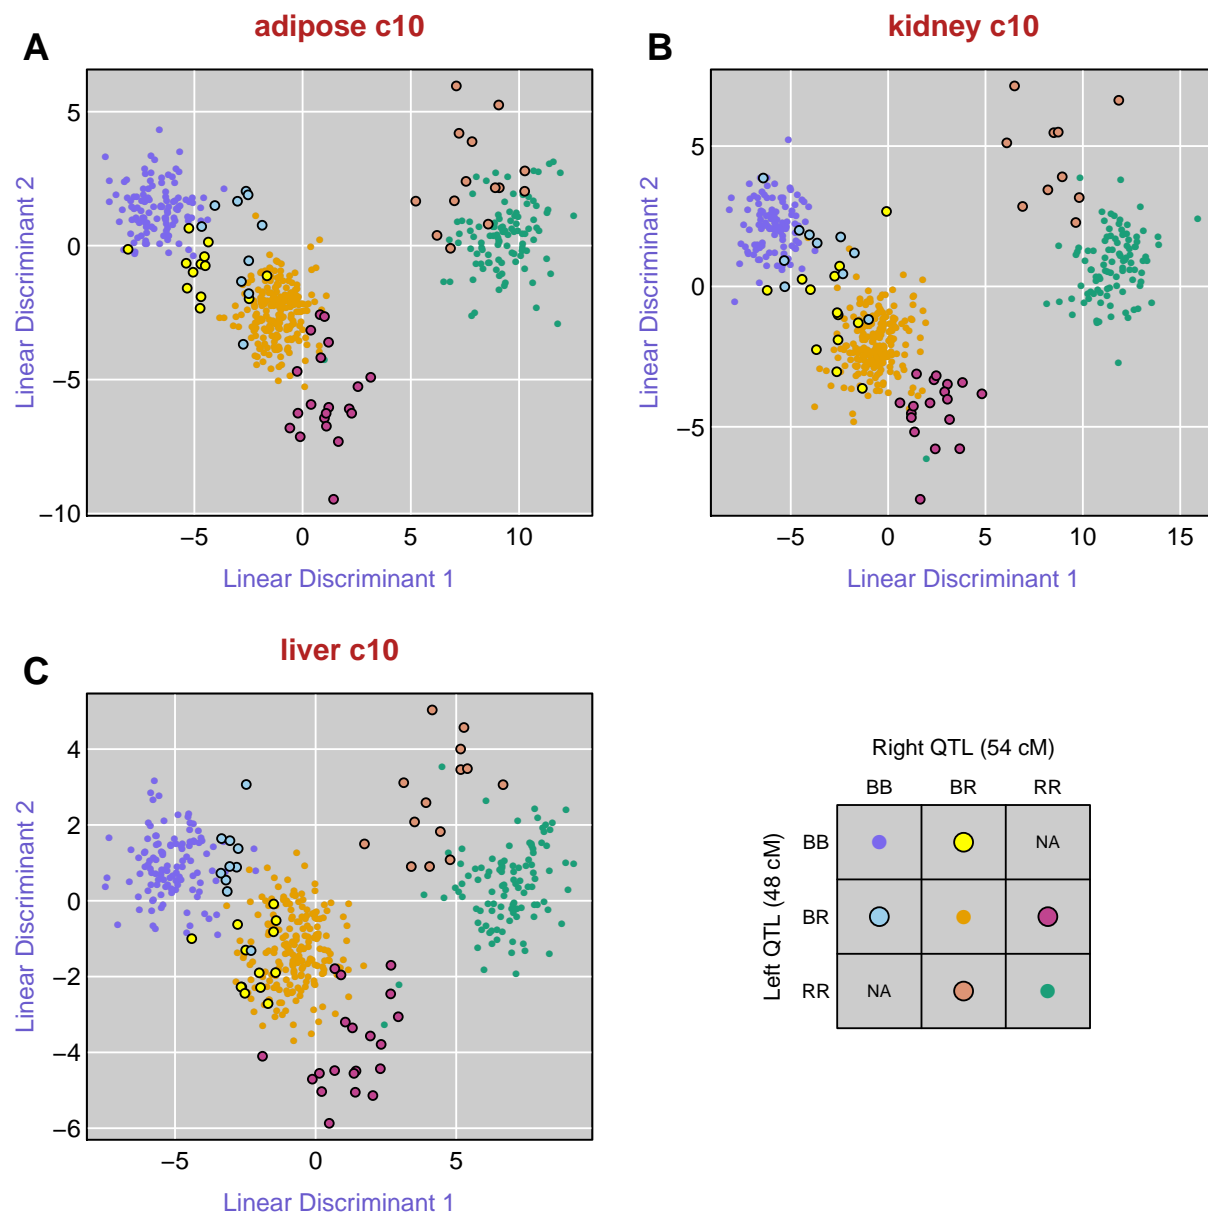 A
adipose c10
5
0
−5
−10
Linear Discriminant 2
−5
0
5
10
Linear Discriminant 1
B
kidney c10
5
0
−5
Linear Discriminant 2
−5
0
5
10
15
Linear Discriminant 1
C
liver c10
4
2
0
−2
−4
−6
Linear Discriminant 2
−5
0
5
Linear Discriminant 1
Right QTL (54 cM)
BB BR RR
Left QTL (48 cM)
BB NA
BR
RR NA